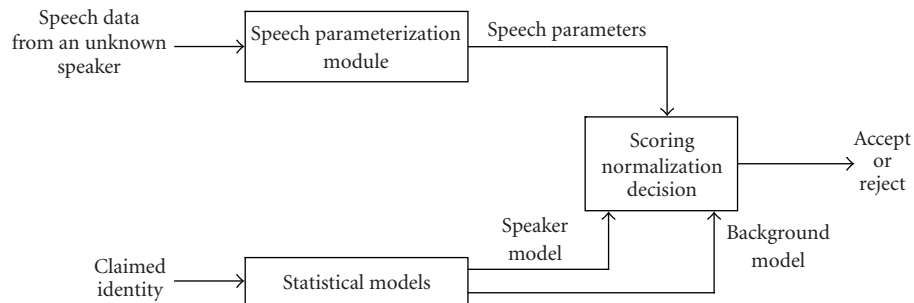 Speech data
from an unknown
speaker
Speech parameterization
module
Speech parameters
Scoring
normalization
decision
Accept
or
reject
Speaker
model
Background
model
Claimed
identity
Statistical models